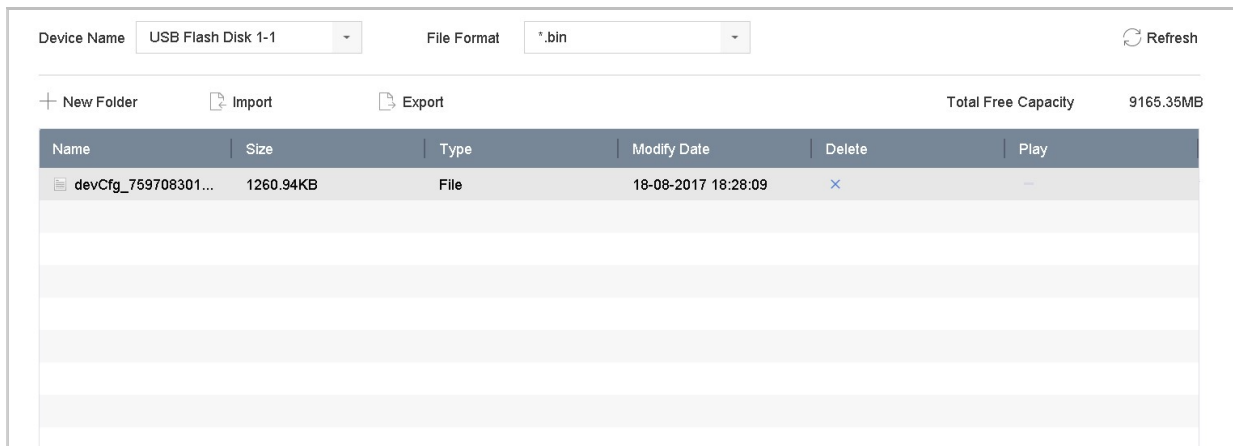 Device Name USB Flash Disk 1-1 File Format *.bin Refresh
New Folder Import Export Total Free Capacity 9165.35MB
Name Size Type Modify Date Delete Play
devCfg_759708301... 1260.94KB File 18-08-2017 18:28:09